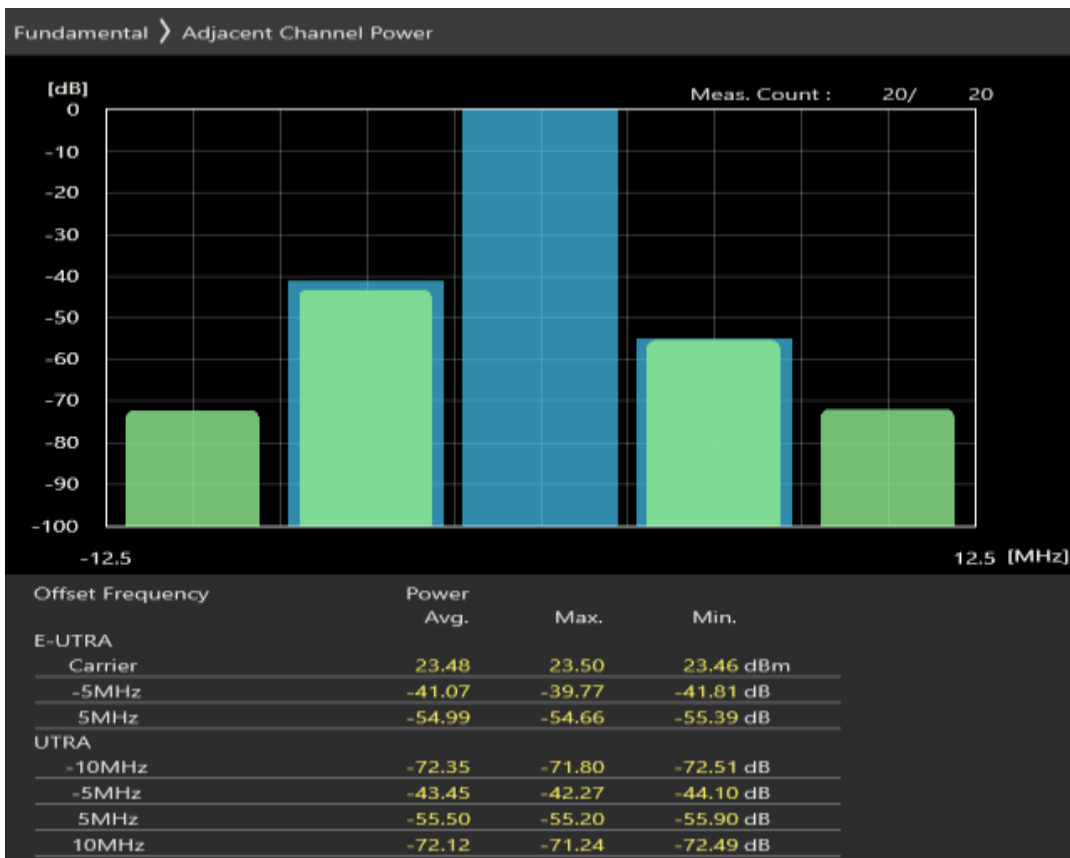 Fundamental 〉 Adjacent Channel Power
[dB]
Meas. Count : 20/ 20
0
-10
-20
-30
-40
-50
-60
-70
-80
-90
-100
-12.5 12.5 [MHz]
Offset Frequency Power
Avg. Max. Min.
E-UTRA
Carrier 23.48 23.50 23.46 dBm
-5MHz -41.07 -39.77 -41.81 dB
5MHz -54.99 -54.66 -55.39 dB
UTRA
-10MHz -72.35 -71.80 -72.51 dB
-5MHz -43.45 -42.27 -44.10 dB
5MHz -55.50 -55.20 -55.90 dB
10MHz -72.12 -71.24 -72.49 dB